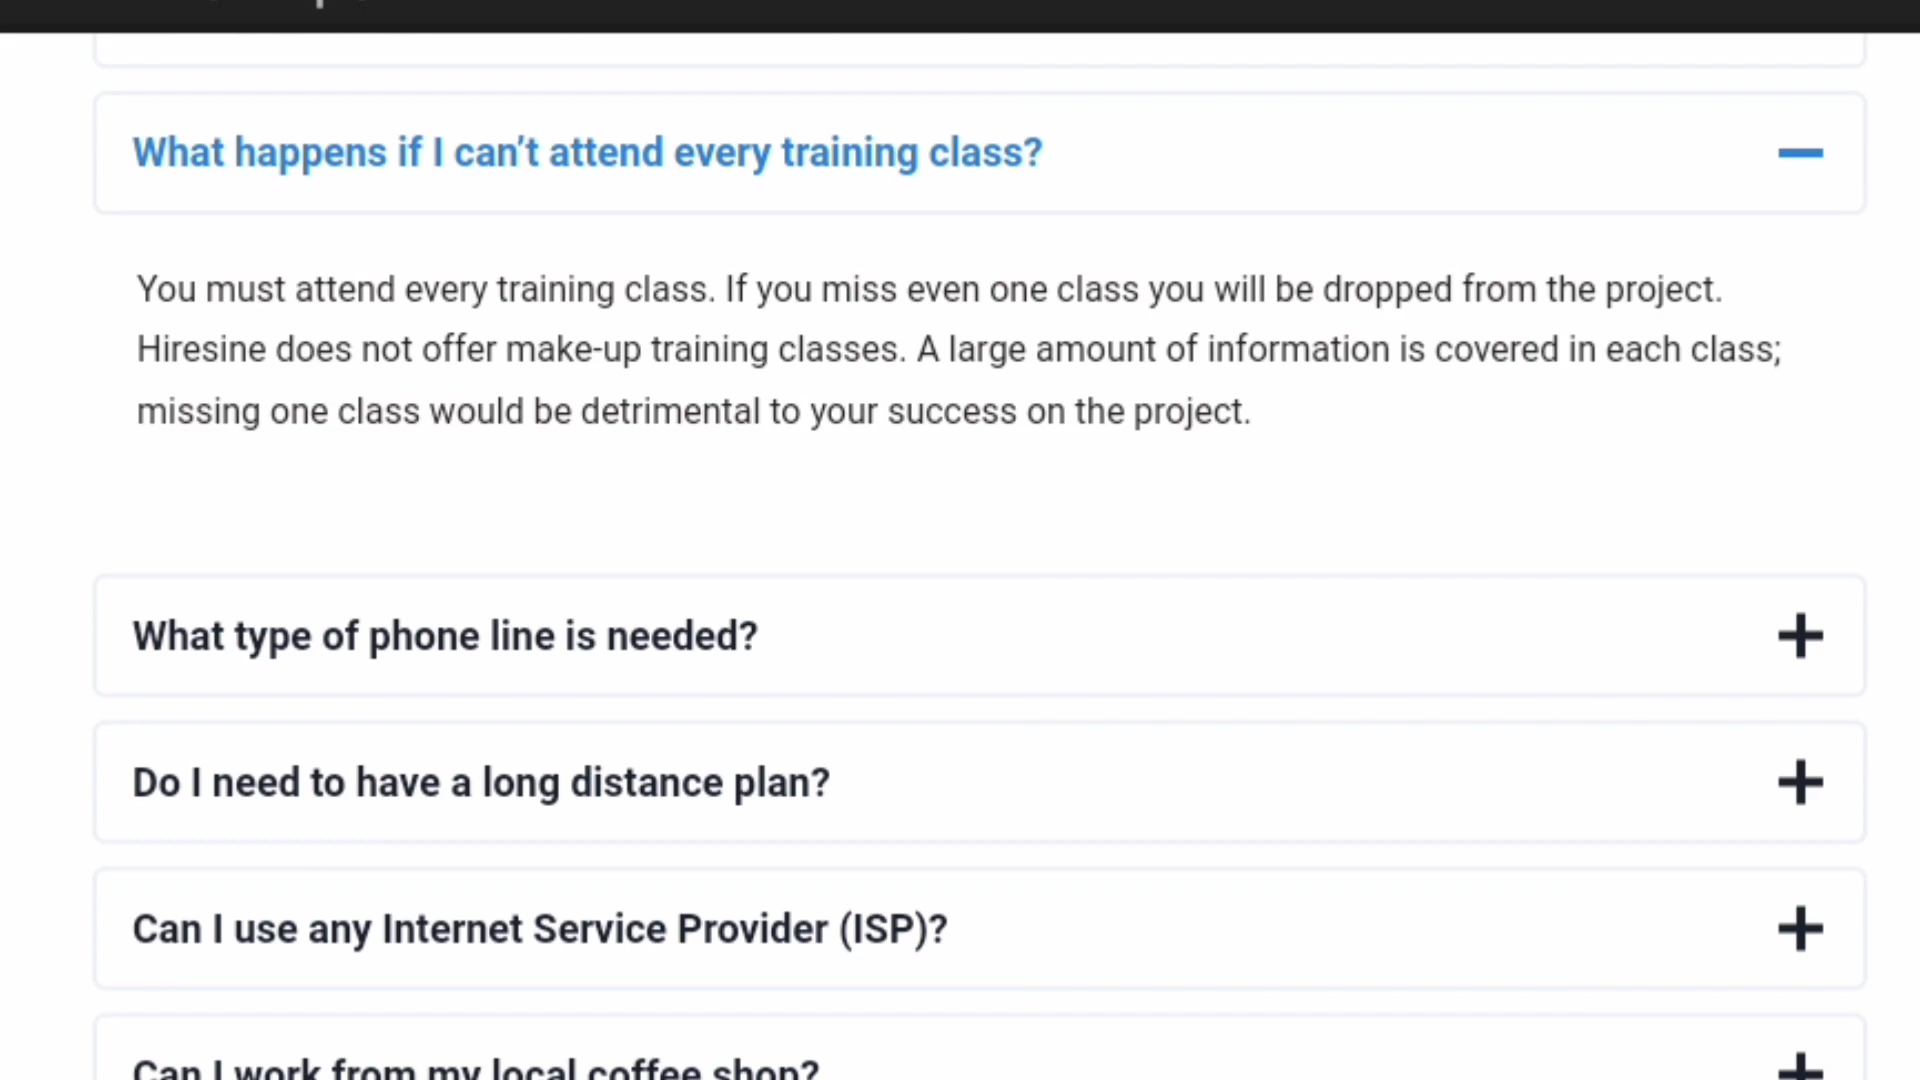 What happens if I can’t attend every training class?
You must attend every training class. If you miss even one class you will be dropped from the project.
Hiresine does not offer make-up training classes. A large amount of information is covered in each class;
missing one class would be detrimental to your success on the project.
What type of phone line is needed?
Do I need to have a long distance plan?
Can I use any Internet Service Provider (ISP)?
Can I work from my local coffee shop?